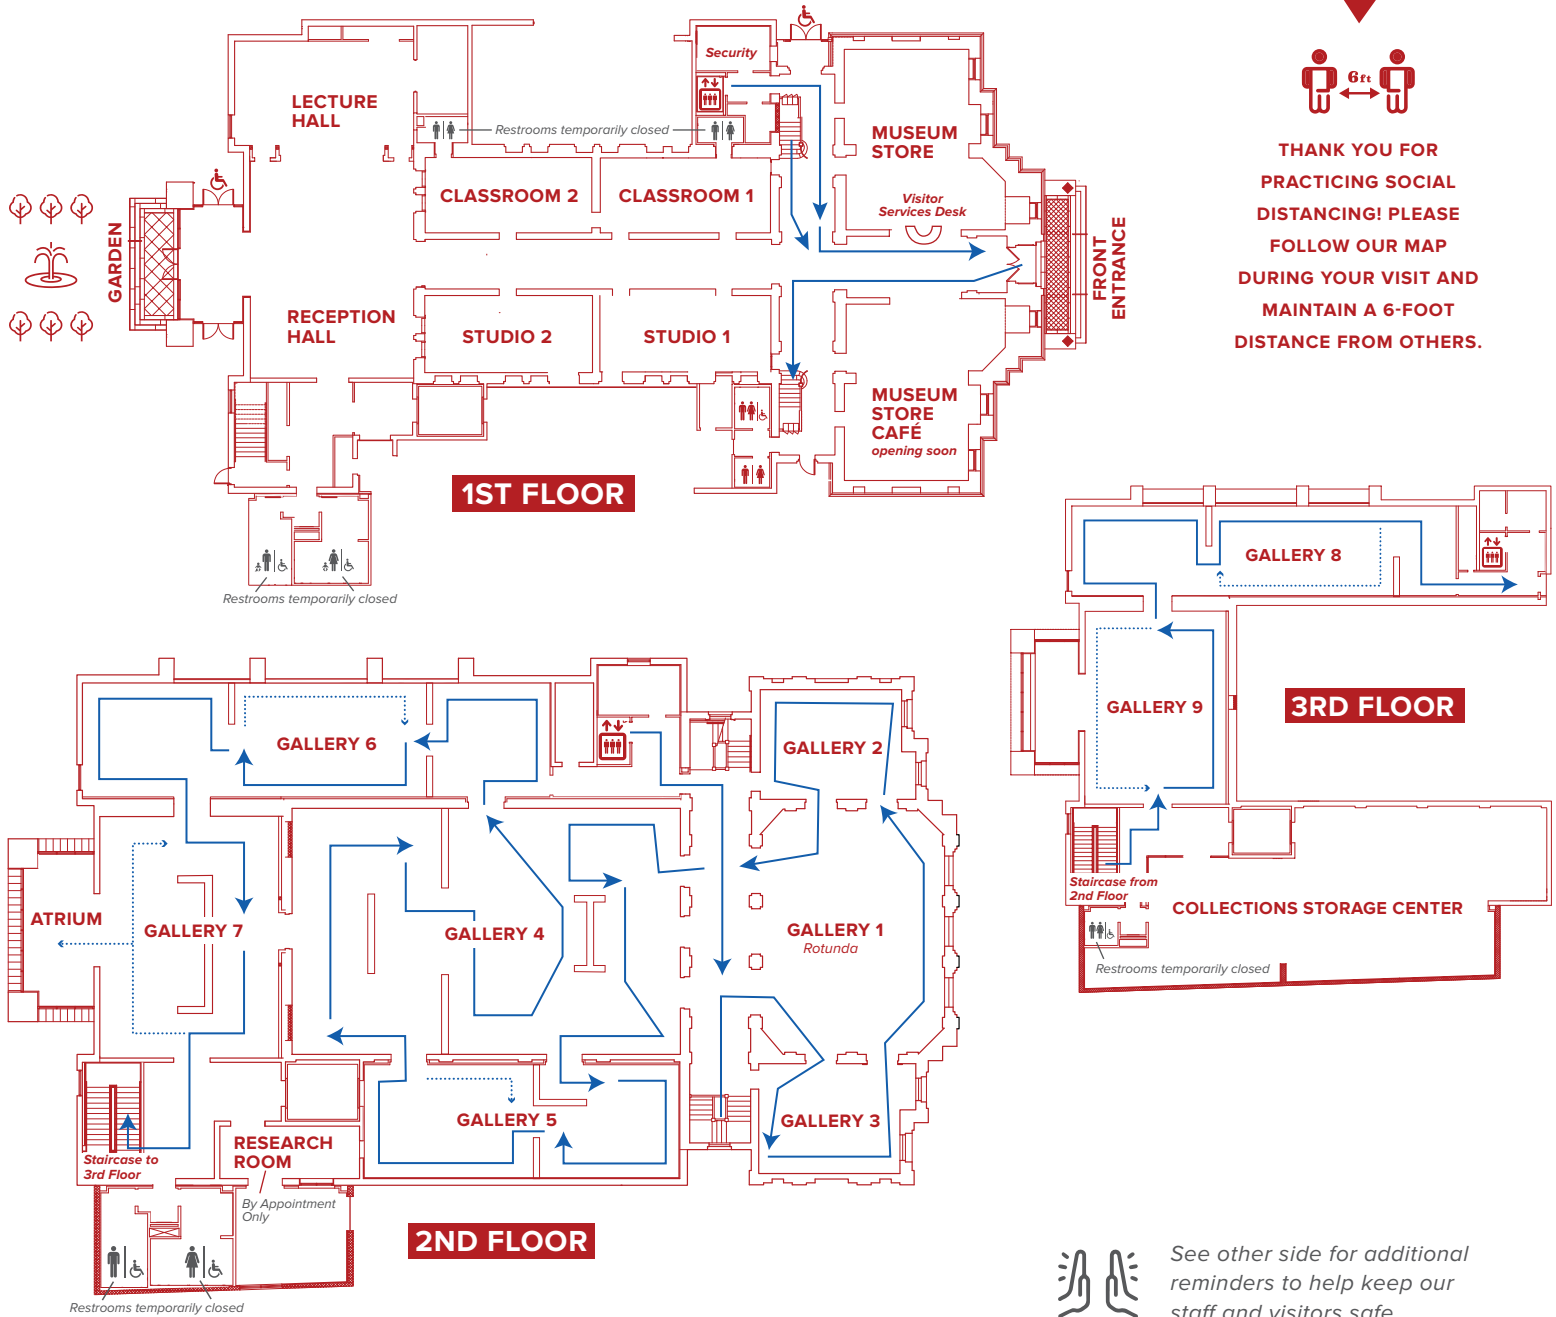 Security
LECTURE
HALL
Restrooms temporarily closed
MUSEUM
STORE
CLASSROOM 2
CLASSROOM 1
Visitor
Services Desk
GARDEN
FRONT
ENTRANCE
RECEPTION
HALL
STUDIO 2
STUDIO 1
MUSEUM
STORE
CAFÉ
opening soon
1ST FLOOR
Restrooms temporarily closed
6ft
THANK YOU FOR
PRACTICING SOCIAL
DISTANCING! PLEASE
FOLLOW OUR MAP
DURING YOUR VISIT AND
MAINTAIN A 6-FOOT
DISTANCE FROM OTHERS.
GALLERY 8
GALLERY 9
3RD FLOOR
Staircase from
2nd Floor
COLLECTIONS STORAGE CENTER
Restrooms temporarily closed
GALLERY 6
GALLERY 2
ATRIUM
GALLERY 7
GALLERY 4
GALLERY 1
Rotunda
GALLERY 5
GALLERY 3
RESEARCH
ROOM
Staircase to
3rd Floor
By Appointment
Only
2ND FLOOR
Restrooms temporarily closed
See other side for additional
reminders to help keep our
staff and visitors safe